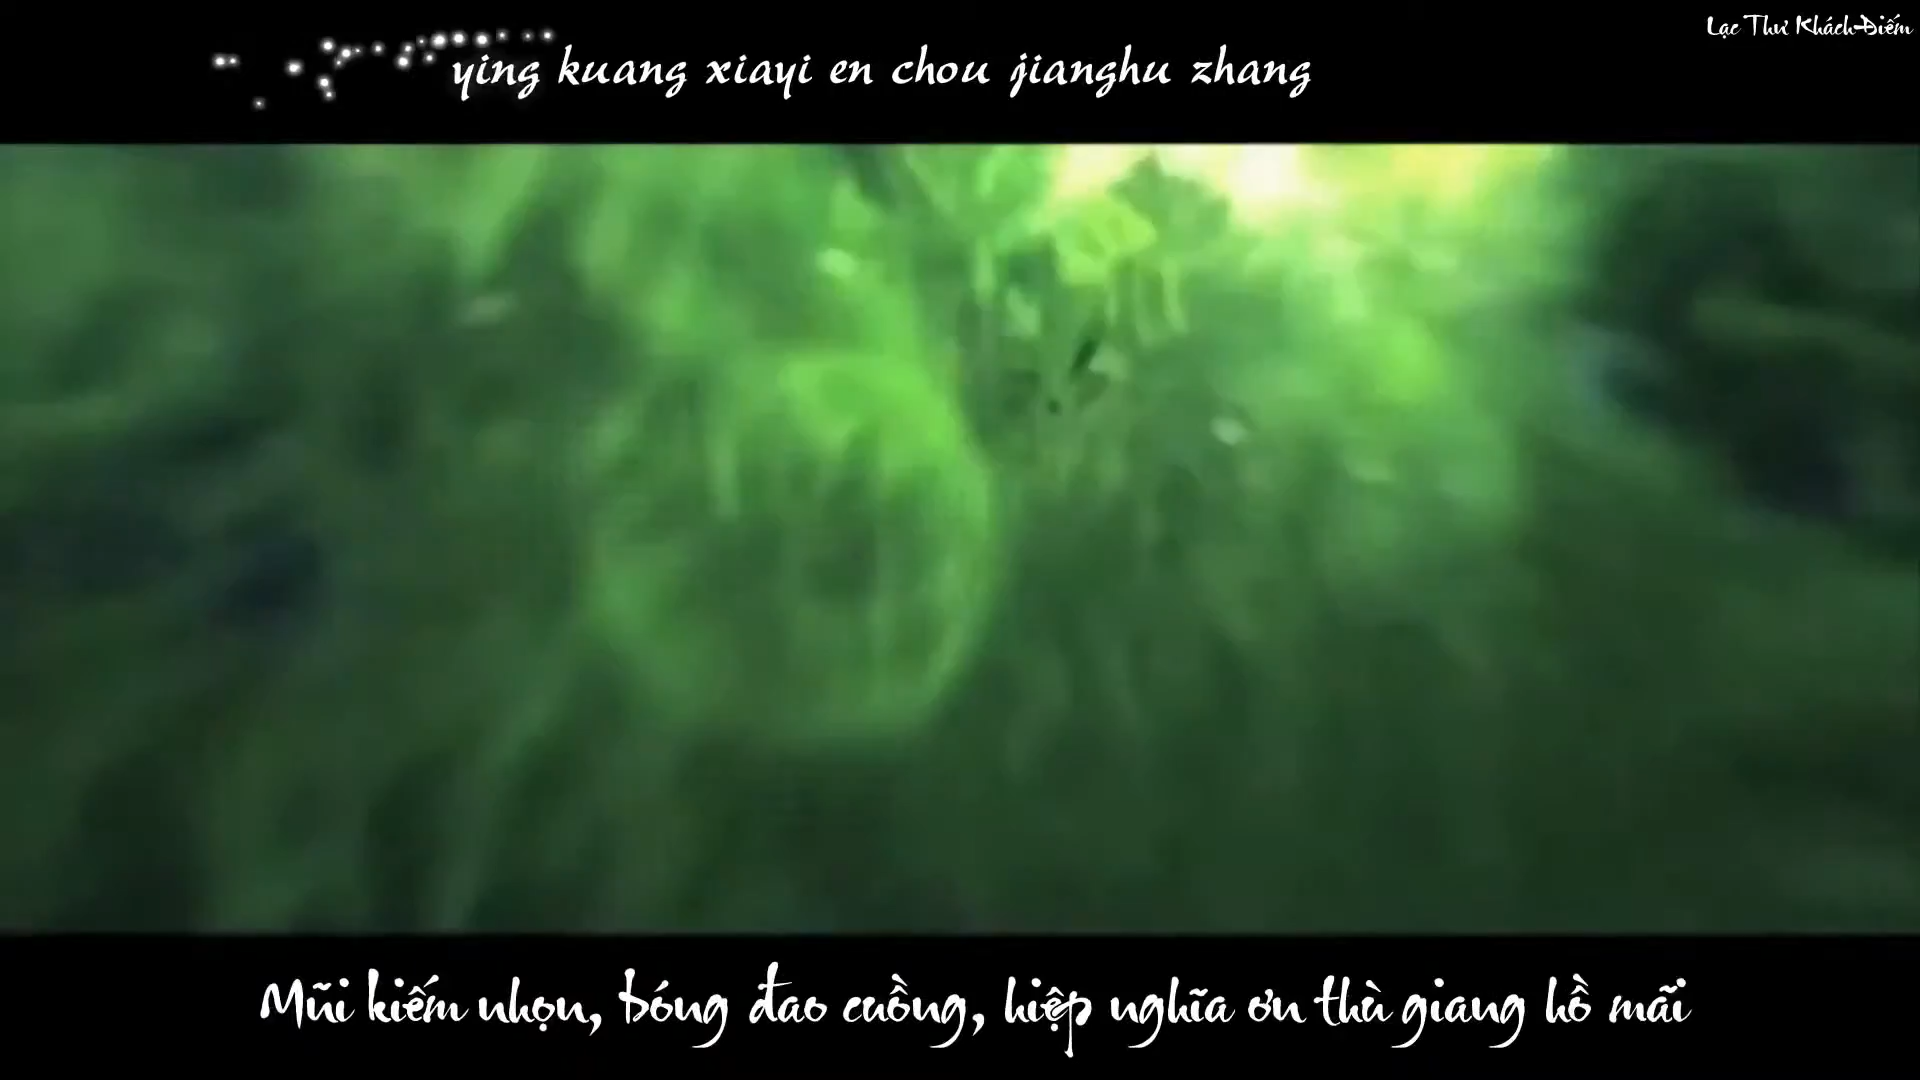 Lạc Thư Khách Điếm
ying kuang xiayi en chou jianghu zhang
Mũi kiếm nhọn, bóng đao cuồng, hiệp nghĩa ơn thù giang hồ mãi